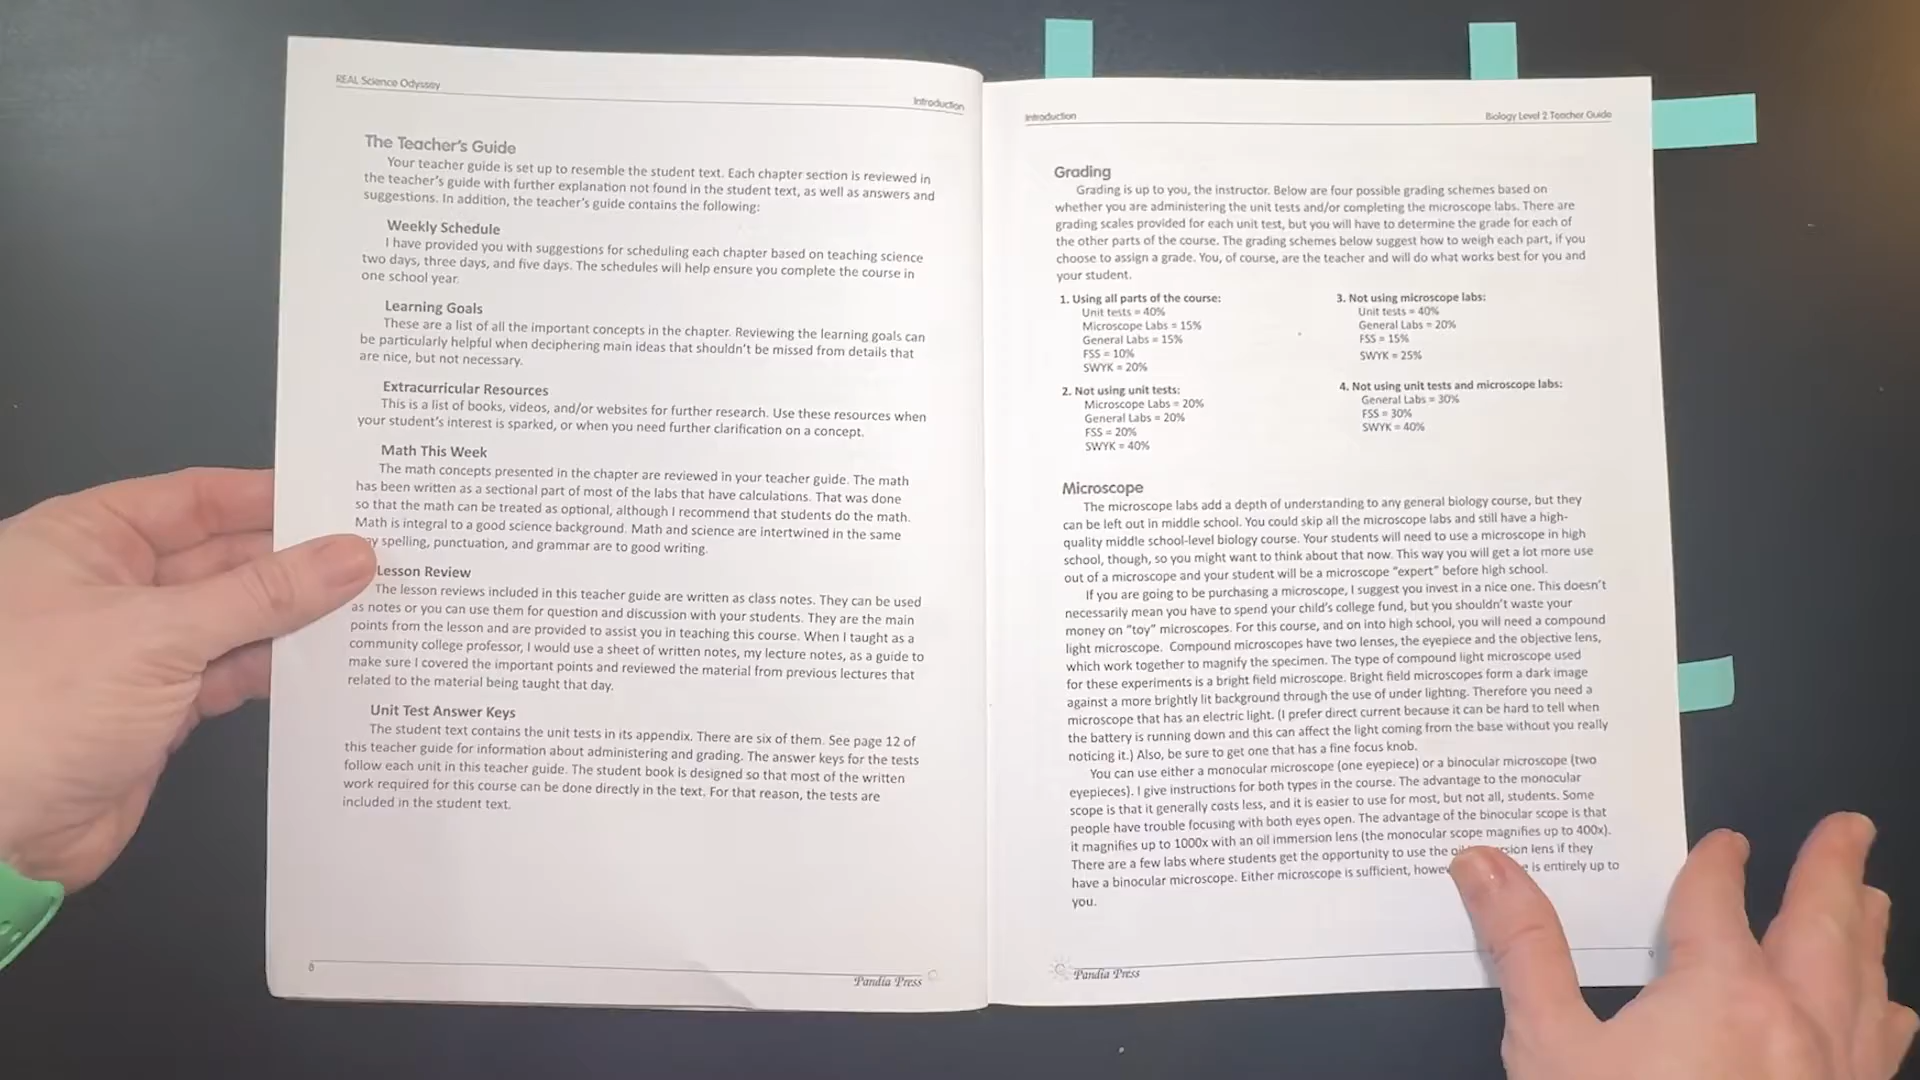 REAL Science Odyssey
Introduction
The Teacher's Guide
Your teacher guide is set up to resemble the student text. Each chapter section is reviewed in
the teacher's guide with further explanation not found in the student text, as well as answers and
suggestions. In addition, the teacher's guide contains the following:
Weekly Schedule
I have provided you with suggestions for scheduling each chapter based on teaching science
two days, three days, and five days. The schedules will help ensure you complete the course in
one school year.
Learning Goals
These are a list of all the important concepts in the chapter. Reviewing the learning goals can
be particularly helpful when deciphering main ideas that shouldn't be missed from details that
are nice, but not necessary.
Extracurricular Resources
This is a list of books, videos, and/or websites for further research. Use these resources when
your student's interest is sparked, or when you need further clarification on a concept.
Math This Week
The math concepts presented in the chapter are reviewed in your teacher guide. The math
has been written as a sectional part of most of the labs that have calculations. That was done
so that the math can be treated as optional, although I recommend that students do the math.
Math is integral to a good science background. Math and science are intertwined in the same
spelling, punctuation, and grammar are to good writing.
Lesson Review
The lesson reviews included in this teacher guide are written as class notes. They can be used
as notes or you can use them for question and discussion with your students. They are the main
points from the lesson and are provided to assist you in teaching this course. When I taught as a
community college professor, I would use a sheet of written notes, my lecture notes, as a guide to
make sure I covered the important points and reviewed the material from previous lectures that
related to the material being taught that day.
Unit Test Answer Keys
The student text contains the unit tests in its appendix. There are six of them. See page 12 of
this teacher guide for information about administering and grading. The answer keys for the tests
follow each unit in this teacher guide. The student book is designed so that most of the written
work required for this course can be done directly in the text. For that reason, the tests are
included in the student text.
8
Pandia Press
Introduction
Biology Level 2 Teacher Guide
Grading
Grading is up to you, the instructor. Below are four possible grading schemes based on
whether you are administering the unit tests and/or completing the microscope labs. There are
grading scales provided for each unit test, but you will have to determine the grade for each of
the other parts of the course. The grading schemes below suggest how to weigh each part, if you
choose to assign a grade. You, of course, are the teacher and will do what works best for you and
your student.
1. Using all parts of the course:
Unit tests = 40%
Microscope Labs = 15%
General Labs = 15%
FSS = 10%
SWYK = 20%
2. Not using unit tests:
Microscope Labs = 20%
General Labs = 20%
FSS = 20%
SWYK = 40%
3. Not using microscope labs:
Unit tests = 40%
General Labs = 20%
FSS = 15%
SWYK = 25%
4. Not using unit tests and microscope labs:
General Labs = 30%
FSS = 30%
SWYK = 40%
Microscope
The microscope labs add a depth of understanding to any general biology course, but they
can be left out in middle school. You could skip all the microscope labs and still have a high-
quality middle school-level biology course. Your students will need to use a microscope in high
school, though, so you might want to think about that now. This way you will get a lot more use
out of a microscope and your student will be a microscope "expert" before high school.
If you are going to be purchasing a microscope, I suggest you invest in a nice one. This doesn't
necessarily mean you have to spend your child's college fund, but you shouldn't waste your
money on "toy" microscopes. For this course, and on into high school, you will need a compound
light microscope. Compound microscopes have two lenses, the eyepiece and the objective lens,
which work together to magnify the specimen. The type of compound light microscope used
for these experiments is a bright field microscope. Bright field microscopes form a dark image
against a more brightly lit background through the use of under lighting. Therefore you need a
microscope that has an electric light. (I prefer direct current because it can be hard to tell when
the battery is running down and this can affect the light coming from the base without you really
noticing it.) Also, be sure to get one that has a fine focus knob.
You can use either a monocular microscope (one eyepiece) or a binocular microscope (two
eyepieces). I give instructions for both types in the course. The advantage to the monocular
scope is that it generally costs less, and it is easier to use for most, but not all, students. Some
people have trouble focusing with both eyes open. The advantage of the binocular scope is that
it magnifies up to 1000x with an oil immersion lens (the monocular scope magnifies up to 400x).
There are a few labs where students get the opportunity to use the lens if they
have a binocular microscope. Either microscope is sufficient, is entirely up to
you.
Pandia Press
9